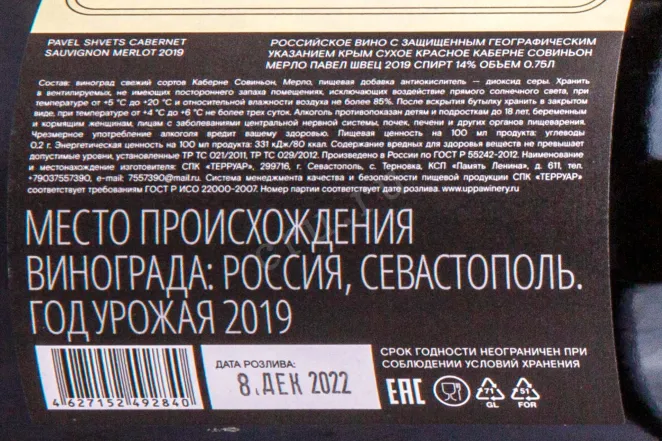 PAVEL SHVETS CABERNET
SAUVIGNON MERLOT 2019
РОССИЙСКОЕ ВИНО С ЗАЩИЩЕННЫМ ГЕОГРАФИЧЕСКИМ
УКАЗАНИЕМ КРЫМ СУХОЕ КРАСНОЕ КАБЕРНЕ СОВИНЬОН
МЕРЛО ПАВЕЛ ШВЕЦ 2019 СПИРТ 14% ОБЪЕМ 0.75Л
Состав: виноград свежий сортов Каберне Совиньон, Мерло, пищевая добавка антиокислитель — диоксид серы. Хранить
в вентилируемых, не имеющих постороннего запаха помещениях, исключающих воздействие прямого солнечного света, при
температуре от +5 °С до +20 °С и относительной влажности воздуха не более 85%. После вскрытия бутылку хранить в закрытом
виде, при температуре от +4 °С до +6 °С не более трех суток. Алкоголь противопоказан детям и подросткам до 18 лет, беременным
и кормящим женщинам, лицам с заболеваниями центральной нервной системы, почек, печени и других органов пищеварения.
Чрезмерное употребление алкоголя вредит вашему здоровью. Пищевая ценность на 100 мл продукта: углеводы
0,2 г. Энергетическая ценность на 100 мл продукта: 331 кДж/80 ккал. Содержание вредных для здоровья веществ не превышает
допустимые уровни, установленные ТР ТС 021/2011, ТР ТС 029/2012. Произведено в России по ГОСТ Р 55242-2012. Наименование
и местонахождение изготовителя: СПК «ТЕРРУАР», 299716, г. Севастополь, с. Терновка, КСП «Память Ленина», д. 611, тел.
+79037557390, e-mail: 7557390@mail.ru. Система менеджмента качества и безопасности пищевой продукции СПК «ТЕРРУАР»
соответствует требованиям ГОСТ Р ИСО 22000-2007. Номер партии соответствует дате розлива. www.uppawinery.ru
МЕСТО ПРОИСХОЖДЕНИЯ
ВИНОГРАДА: РОССИЯ, СЕВАСТОПОЛЬ.
ГОД УРОЖАЯ 2019
4 627152 492840
ДАТА РОЗЛИВА:
8. ДЕК 2022
СРОК ГОДНОСТИ НЕОГРАНИЧЕН ПРИ
СОБЛЮДЕНИИ УСЛОВИЙ ХРАНЕНИЯ
EAC
71
GL
51
FOR